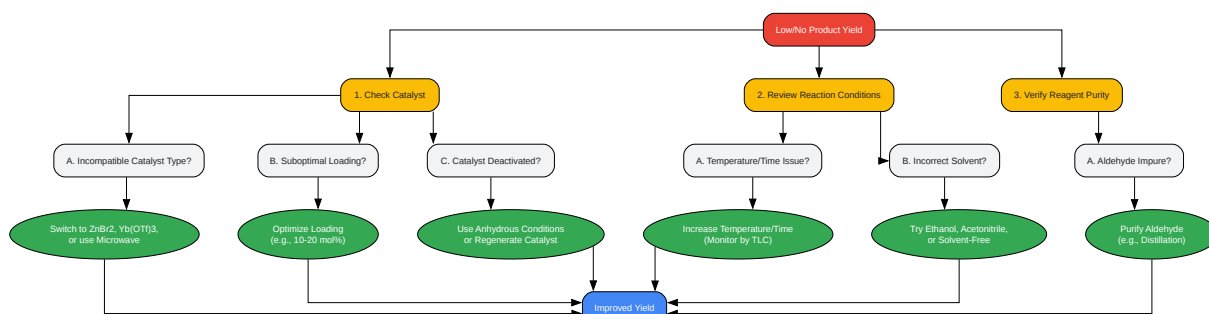 Low/No Product Yield
1. Check Catalyst
2. Review Reaction Conditions
3. Verify Reagent Purity
A. Incompatible Catalyst Type?
B. Suboptimal Loading?
C. Catalyst Deactivated?
A. Temperature/Time Issue?
B. Incorrect Solvent?
A. Aldehyde Impure?
Switch to ZnBr2, Yb(OTf)3,
or use Microwave
Optimize Loading
(e.g., 10-20 mol%)
Use Anhydrous Conditions
or Regenerate Catalyst
Increase Temperature/Time
(Monitor by TLC)
Try Ethanol, Acetonitrile,
or Solvent-Free
Purify Aldehyde
(e.g., Distillation)
Improved Yield